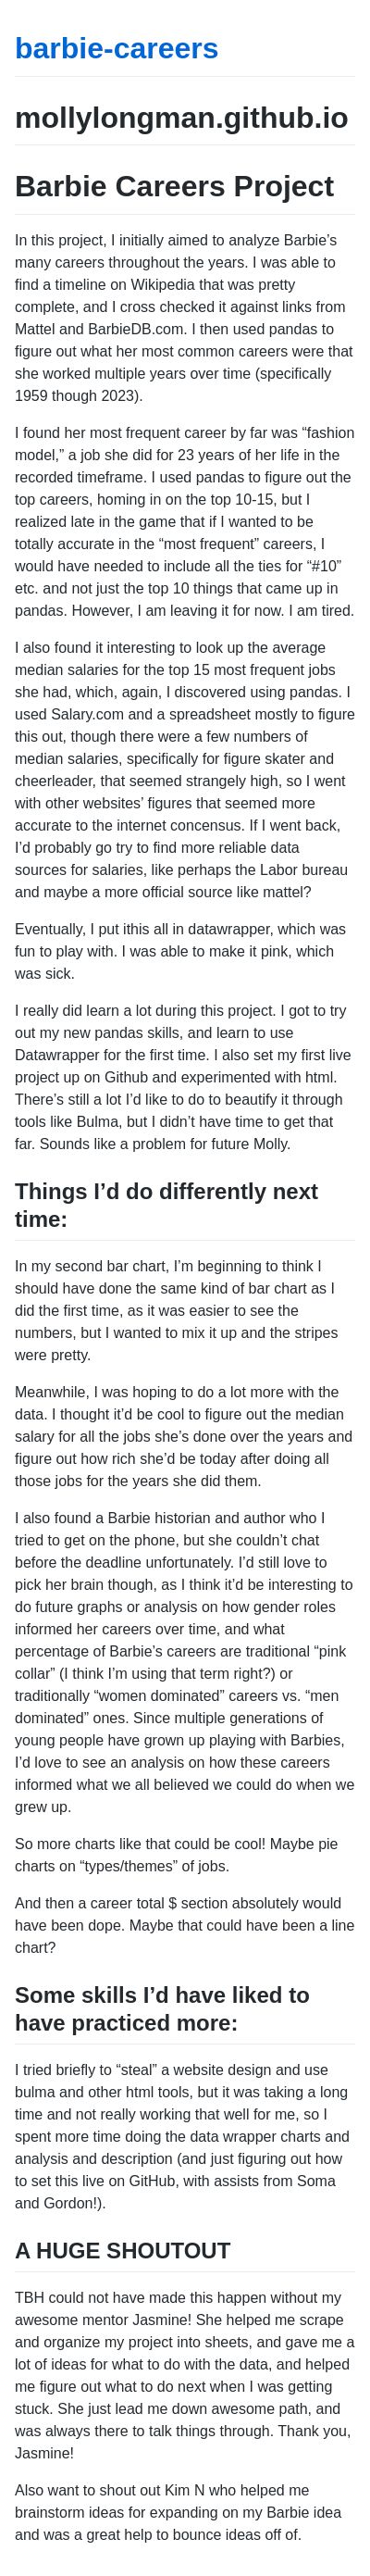 barbie-careers
mollylongman.github.io
Barbie Careers Project
In this project, I initially aimed to analyze Barbie’s
many careers throughout the years. I was able to
find a timeline on Wikipedia that was pretty
complete, and I cross checked it against links from
Mattel and BarbieDB.com. I then used pandas to
figure out what her most common careers were that
she worked multiple years over time (specifically
1959 though 2023).
I found her most frequent career by far was “fashion
model,” a job she did for 23 years of her life in the
recorded timeframe. I used pandas to figure out the
top careers, homing in on the top 10-15, but I
realized late in the game that if I wanted to be
totally accurate in the “most frequent” careers, I
would have needed to include all the ties for “#10”
etc. and not just the top 10 things that came up in
pandas. However, I am leaving it for now. I am tired.
I also found it interesting to look up the average
median salaries for the top 15 most frequent jobs
she had, which, again, I discovered using pandas. I
used Salary.com and a spreadsheet mostly to figure
this out, though there were a few numbers of
median salaries, specifically for figure skater and
cheerleader, that seemed strangely high, so I went
with other websites’ figures that seemed more
accurate to the internet concensus. If I went back,
I’d probably go try to find more reliable data
sources for salaries, like perhaps the Labor bureau
and maybe a more official source like mattel?
Eventually, I put ithis all in datawrapper, which was
fun to play with. I was able to make it pink, which
was sick.
I really did learn a lot during this project. I got to try
out my new pandas skills, and learn to use
Datawrapper for the first time. I also set my first live
project up on Github and experimented with html.
There’s still a lot I’d like to do to beautify it through
tools like Bulma, but I didn’t have time to get that
far. Sounds like a problem for future Molly.
Things I’d do differently next
time:
In my second bar chart, I’m beginning to think I
should have done the same kind of bar chart as I
did the first time, as it was easier to see the
numbers, but I wanted to mix it up and the stripes
were pretty.
Meanwhile, I was hoping to do a lot more with the
data. I thought it’d be cool to figure out the median
salary for all the jobs she’s done over the years and
figure out how rich she’d be today after doing all
those jobs for the years she did them.
I also found a Barbie historian and author who I
tried to get on the phone, but she couldn’t chat
before the deadline unfortunately. I’d still love to
pick her brain though, as I think it’d be interesting to
do future graphs or analysis on how gender roles
informed her careers over time, and what
percentage of Barbie’s careers are traditional “pink
collar” (I think I’m using that term right?) or
traditionally “women dominated” careers vs. “men
dominated” ones. Since multiple generations of
young people have grown up playing with Barbies,
I’d love to see an analysis on how these careers
informed what we all believed we could do when we
grew up.
So more charts like that could be cool! Maybe pie
charts on “types/themes” of jobs.
And then a career total $ section absolutely would
have been dope. Maybe that could have been a line
chart?
Some skills I’d have liked to
have practiced more:
I tried briefly to “steal” a website design and use
bulma and other html tools, but it was taking a long
time and not really working that well for me, so I
spent more time doing the data wrapper charts and
analysis and description (and just figuring out how
to set this live on GitHub, with assists from Soma
and Gordon!).
A HUGE SHOUTOUT
TBH could not have made this happen without my
awesome mentor Jasmine! She helped me scrape
and organize my project into sheets, and gave me a
lot of ideas for what to do with the data, and helped
me figure out what to do next when I was getting
stuck. She just lead me down awesome path, and
was always there to talk things through. Thank you,
Jasmine!
Also want to shout out Kim N who helped me
brainstorm ideas for expanding on my Barbie idea
and was a great help to bounce ideas off of.